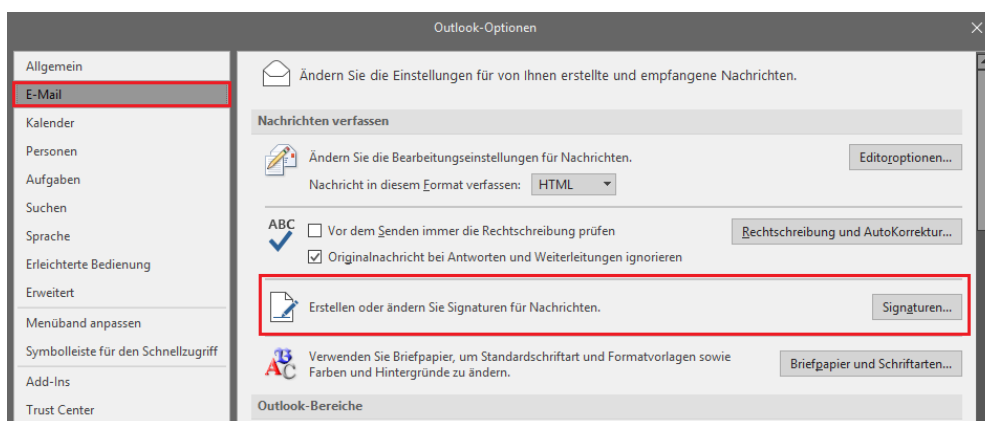 Outlook-Optionen
Allgemein
E-Mail
Kalender
Personen
Aufgaben
Suchen
Sprache
Erleichterte Bedienung
Erweitert
Menüband anpassen
Symbolleiste für den Schnellzugriff
Add-Ins
Trust Center
Ändern Sie die Einstellungen für von Ihnen erstellte und empfangene Nachrichten.
Nachrichten verfassen
Ändern Sie die Bearbeitungseinstellungen für Nachrichten.
Editoroptionen...
Nachricht in diesem Format verfassen: HTML
ABC
Vor dem Senden immer die Rechtschreibung prüfen
Rechtschreibung und AutoKorrektur...
Originalnachricht bei Antworten und Weiterleitungen ignorieren
Erstellen oder ändern Sie Signaturen für Nachrichten.
Signaturen...
Verwenden Sie Briefpapier, um Standardschriftart und Formatvorlagen sowie
Farben und Hintergründe zu ändern.
Briefpapier und Schriftarten...
Outlook-Bereiche